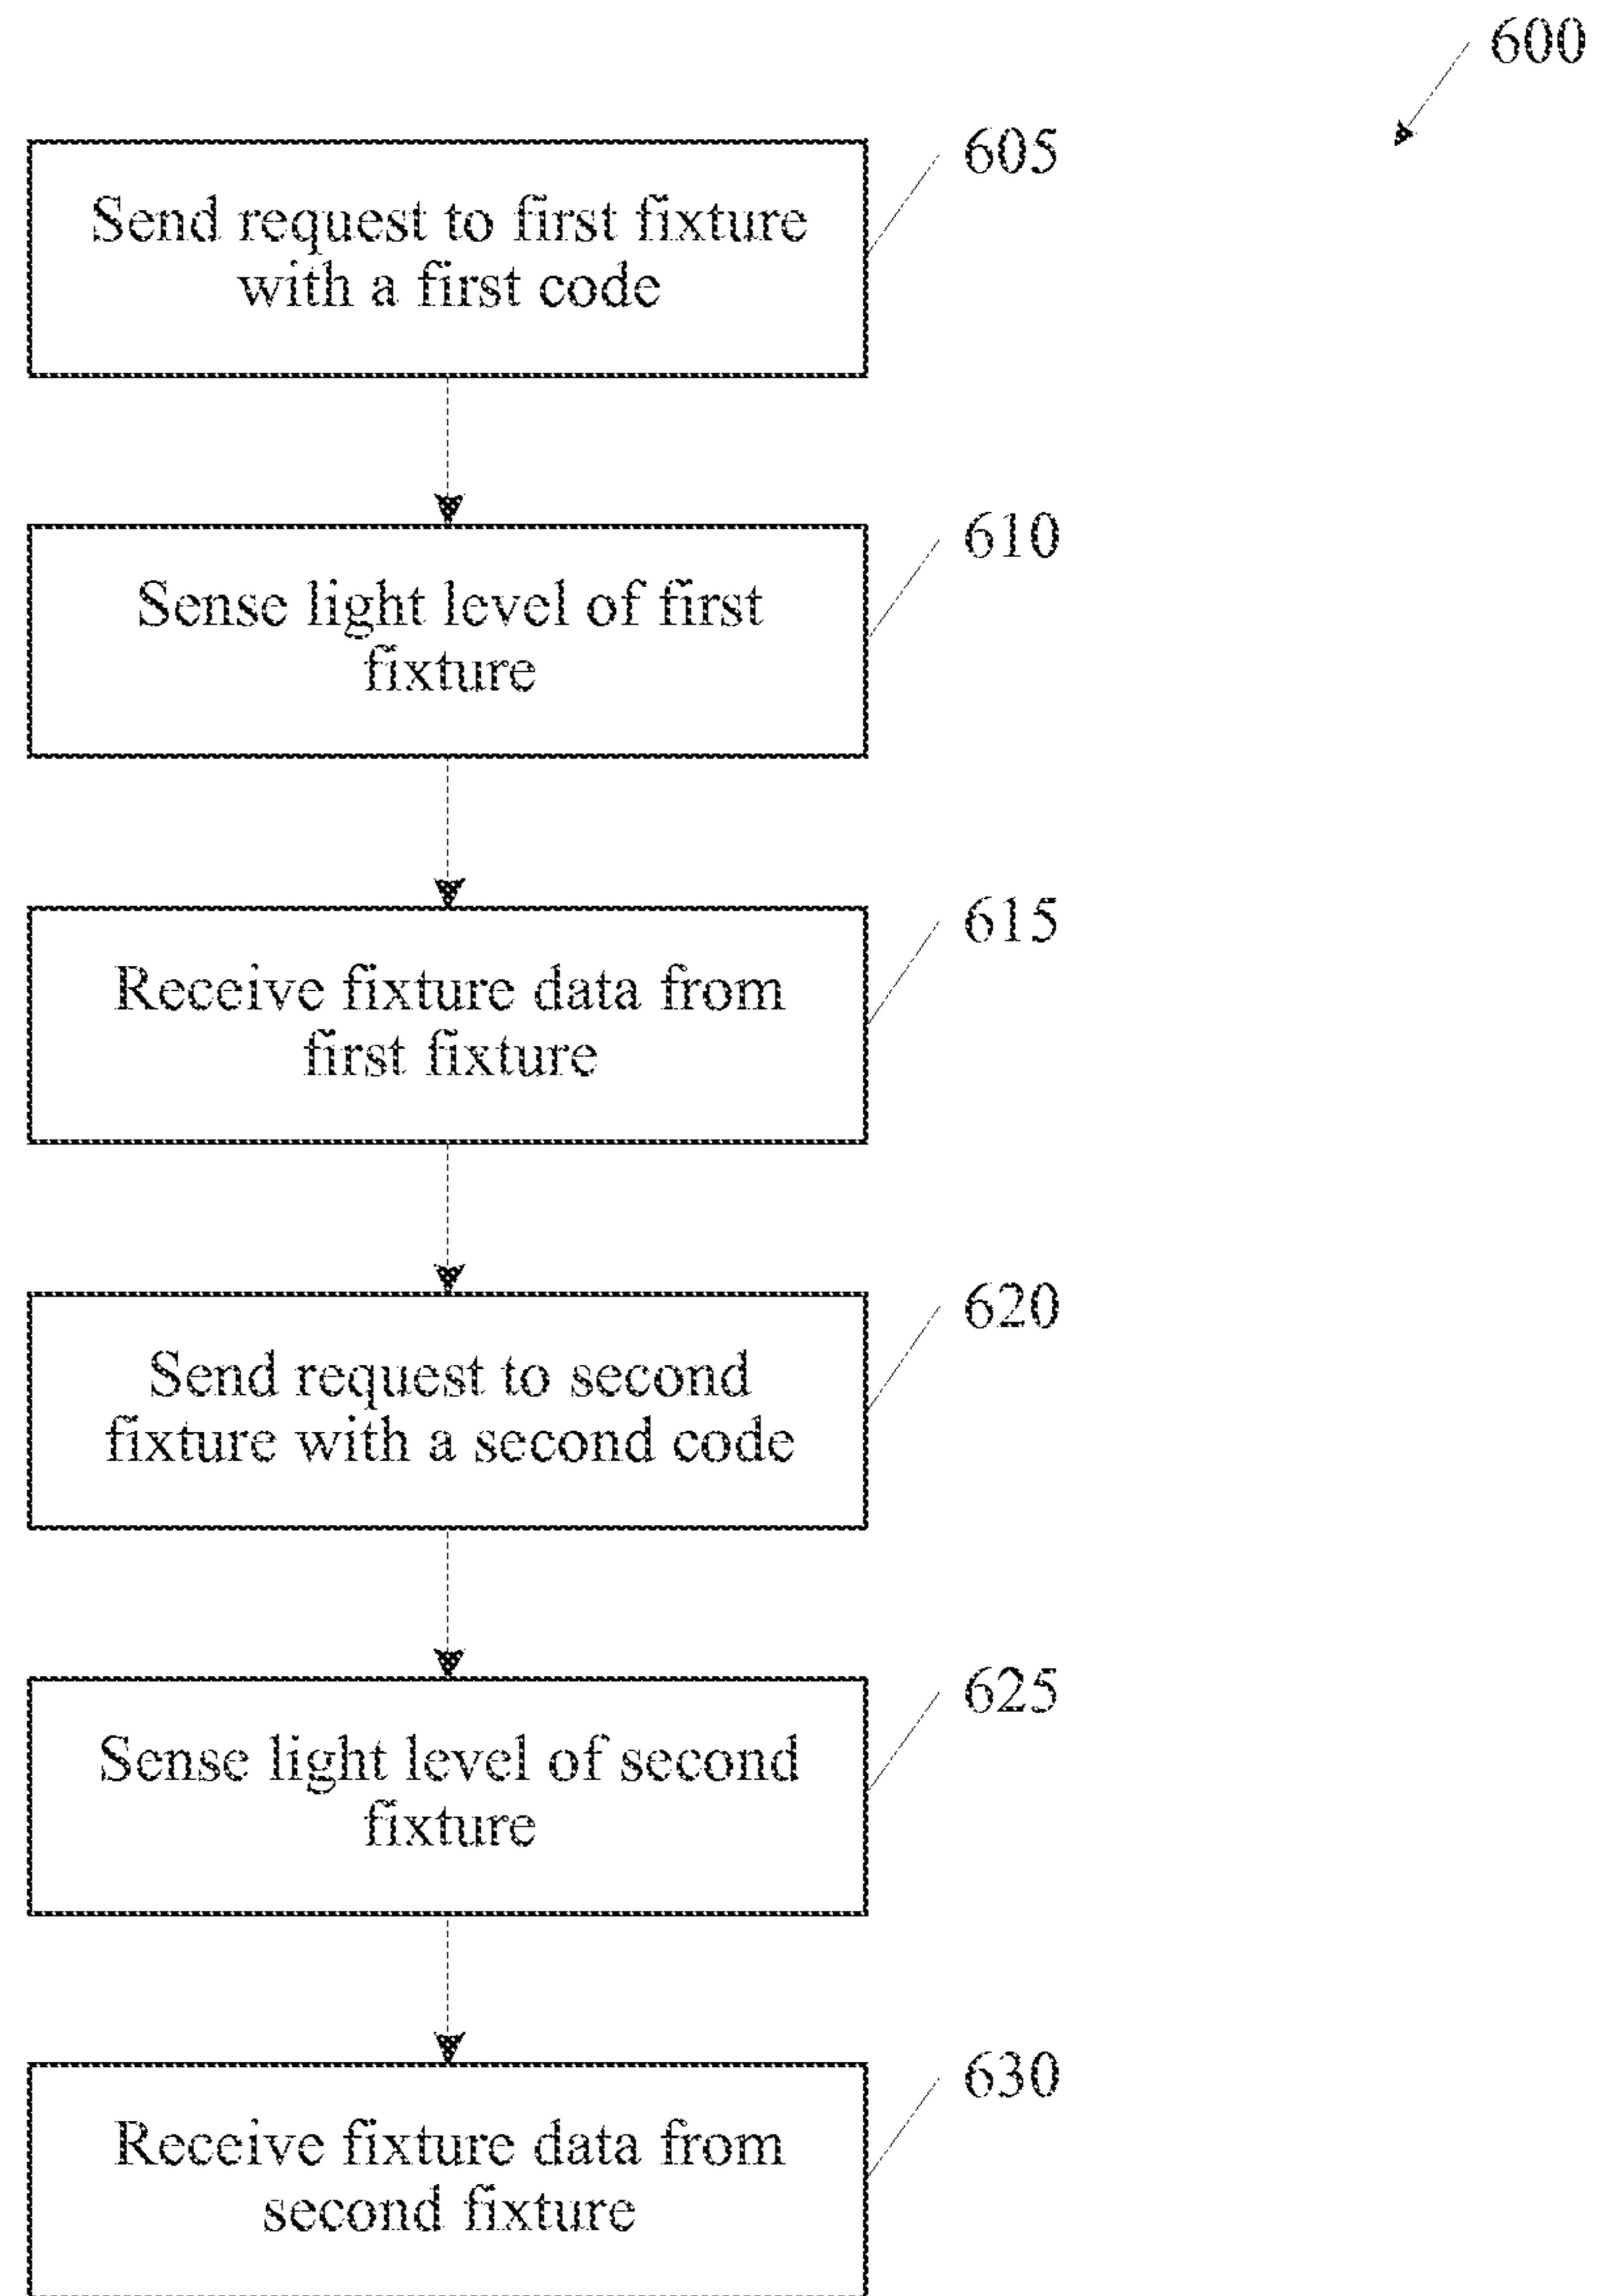 600
605
Send request to first fixture
with a first code
610
Sense light level of first
fixture
615
Receive fixture data from
first fixture
620
Send request to second
fixture with a second code
625
Sense light level of second
fixture
630
Receive fixture data from
second fixture